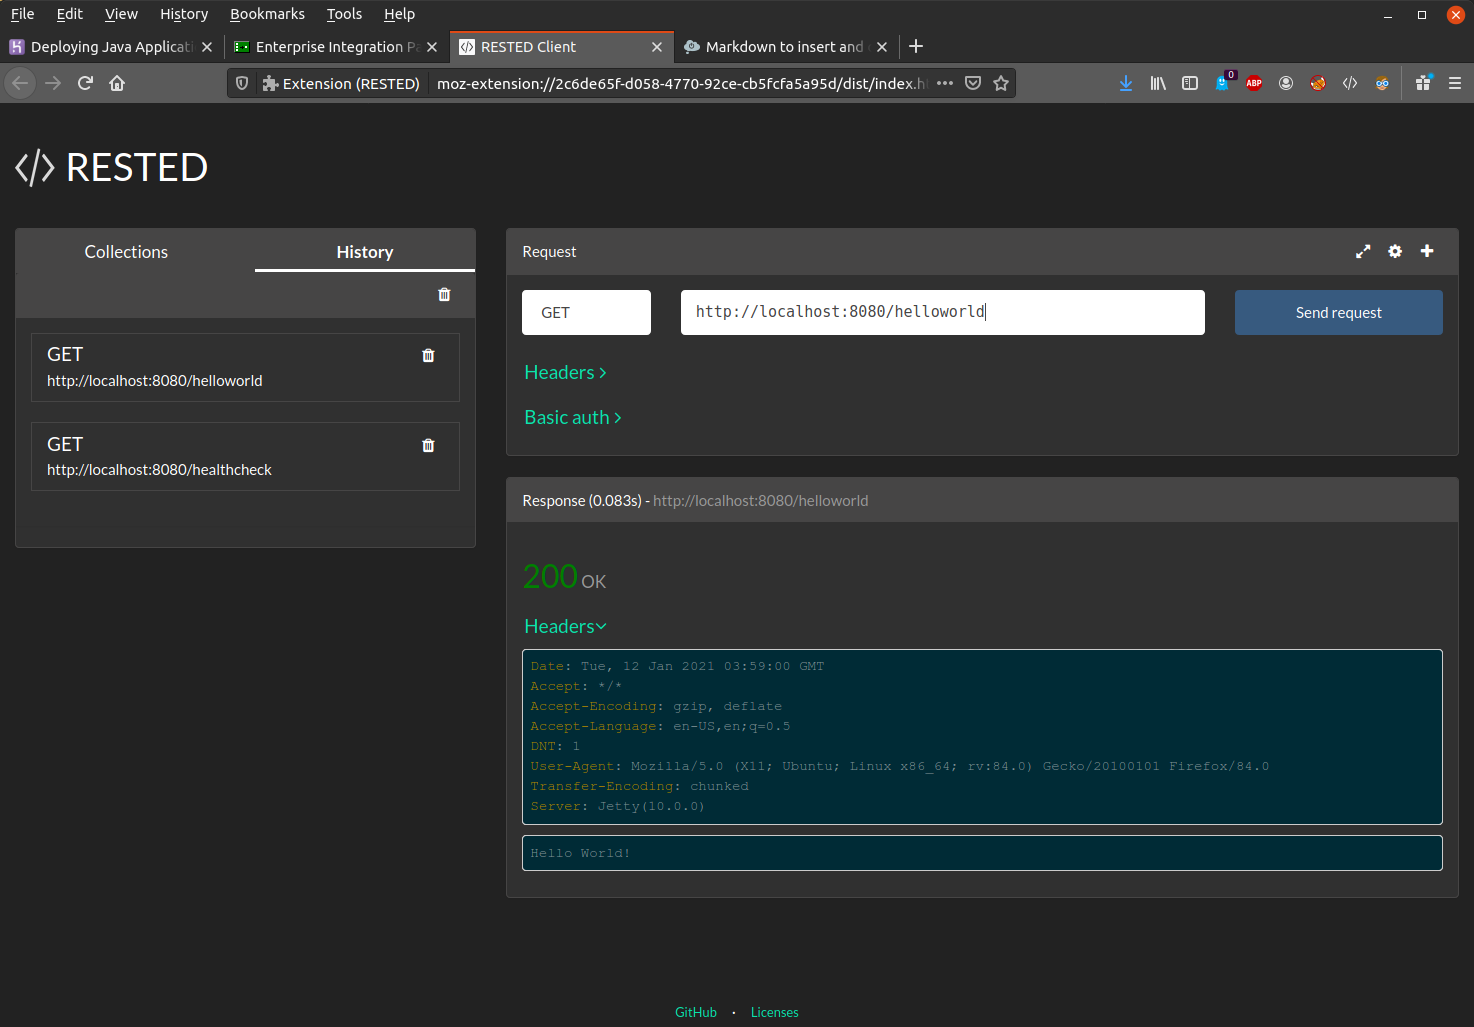 File Edit View History Bookmarks Tools Help
Deploying Java Applicati
Enterprise Integration Pa
RESTED Client
Markdown to insert and
Extension (RESTED) moz-extension://2c6de65f-d058-4770-92ce-cb5fcfa5a95d/dist/index.h
0
ABP
</> RESTED
Collections History
GET
http://localhost:8080/helloworld
GET
http://localhost:8080/healthcheck
Request
GET http://localhost:8080/helloworld Send request
Headers
Basic auth
Response (0.083s) - http://localhost:8080/helloworld
200 OK
Headers
Date: Tue, 12 Jan 2021 03:59:00 GMT
Accept: */*
Accept-Encoding: gzip, deflate
Accept-Language: en-US,en;q=0.5
DNT: 1
User-Agent: Mozilla/5.0 (X11; Ubuntu; Linux x86_64; rv:84.0) Gecko/20100101 Firefox/84.0
Transfer-Encoding: chunked
Server: Jetty(10.0.0)
Hello World!
GitHub · Licenses